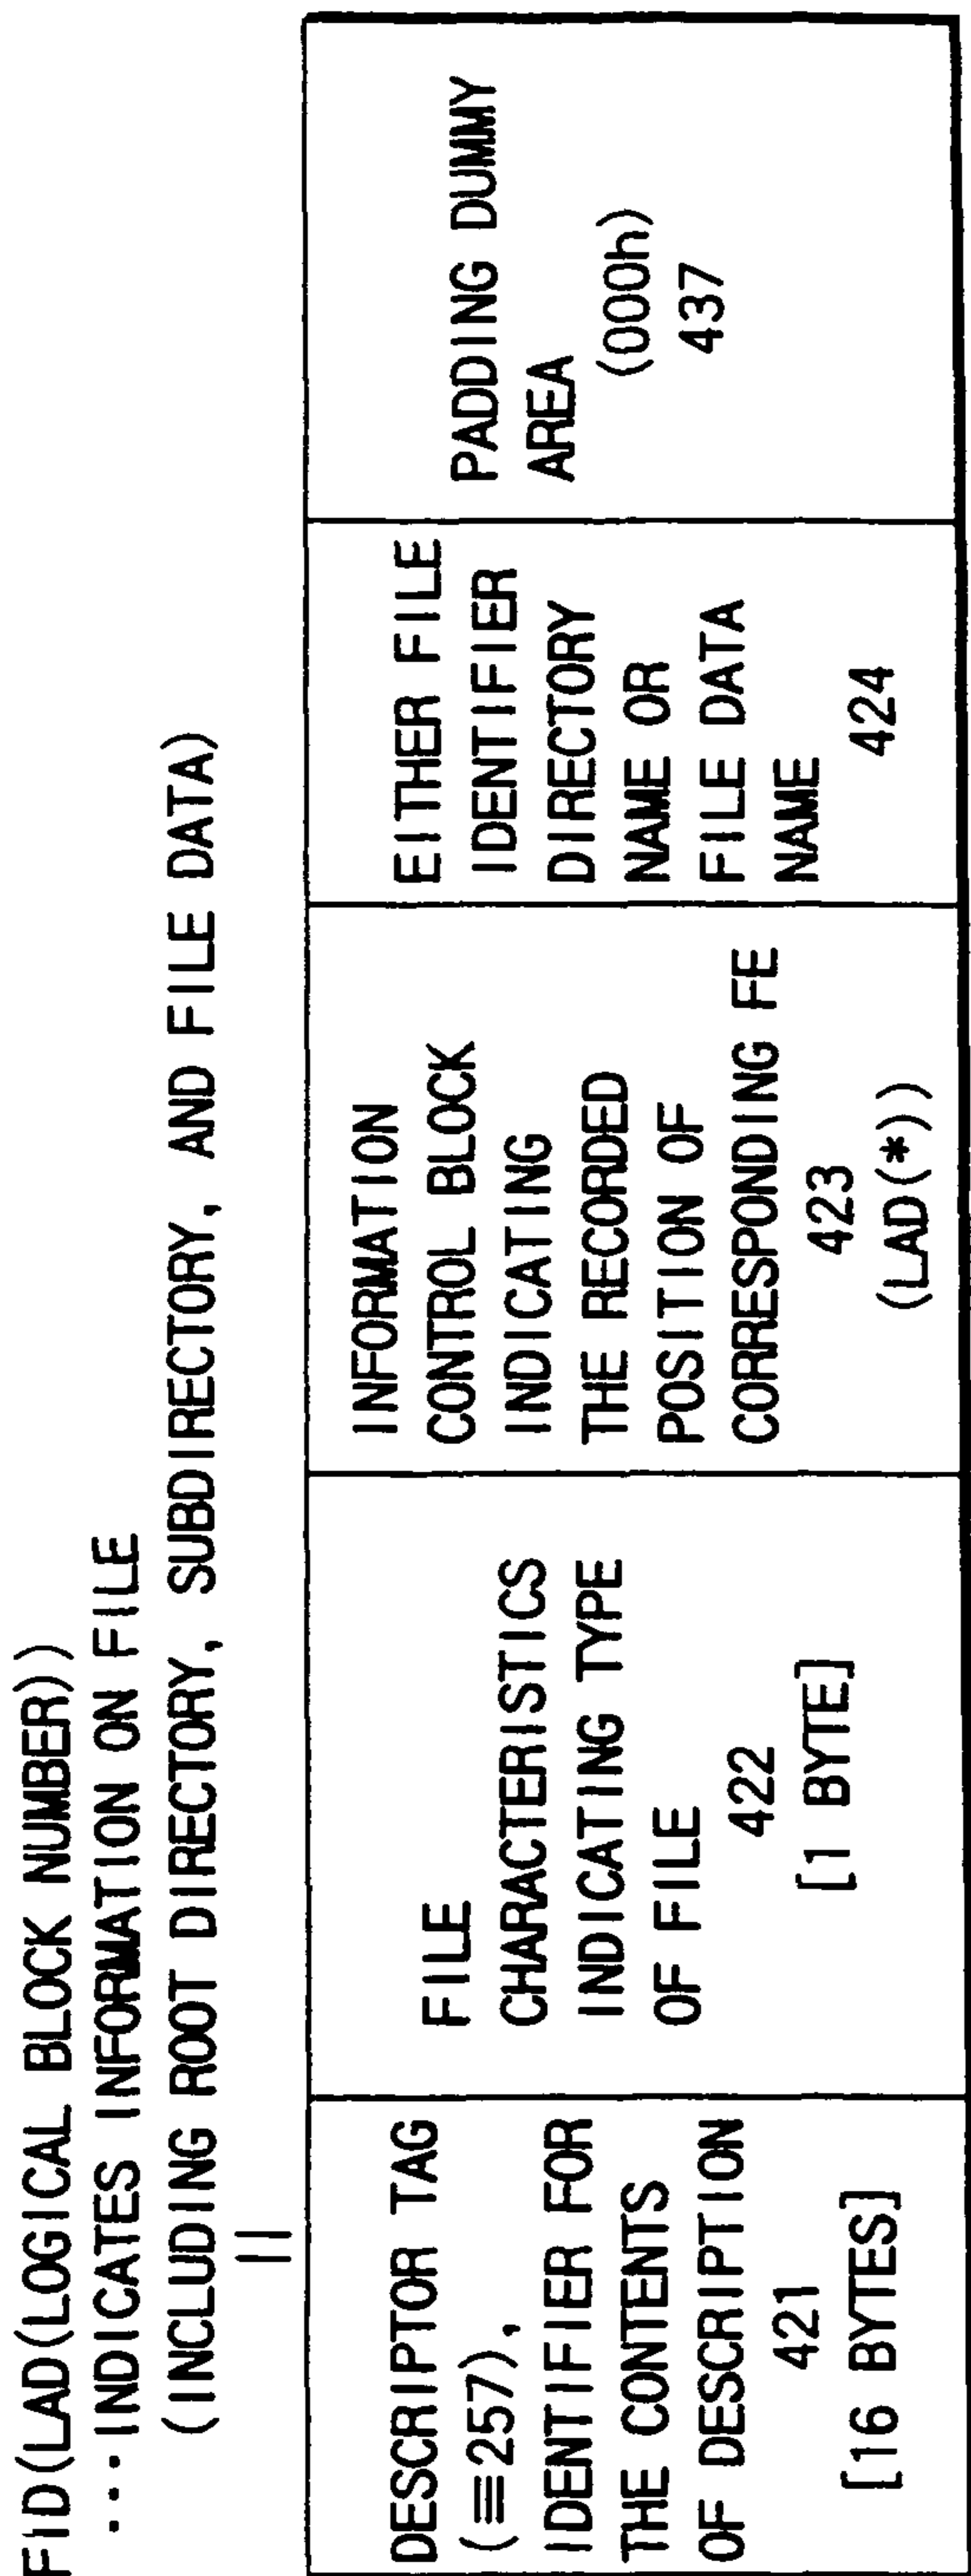 FID(LAD(LOGICAL BLOCK NUMBER))
···INDICATES INFORMATION ON FILE
(INCLUDING ROOT DIRECTORY, SUBDIRECTORY, AND FILE DATA)
||
DESCRIPTOR TAG
(≡257),
IDENTIFIER FOR
THE CONTENTS
OF DESCRIPTION
421
[16 BYTES]
FILE
CHARACTERISTICS
INDICATING TYPE
OF FILE
422
[1 BYTE]
INFORMATION
CONTROL BLOCK
INDICATING
THE RECORDED
POSITION OF
CORRESPONDING FE
423
(LAD(*))
EITHER FILE
IDENTIFIER
DIRECTORY
NAME OR
FILE DATA
NAME
424
PADDING DUMMY
AREA
(000h)
437